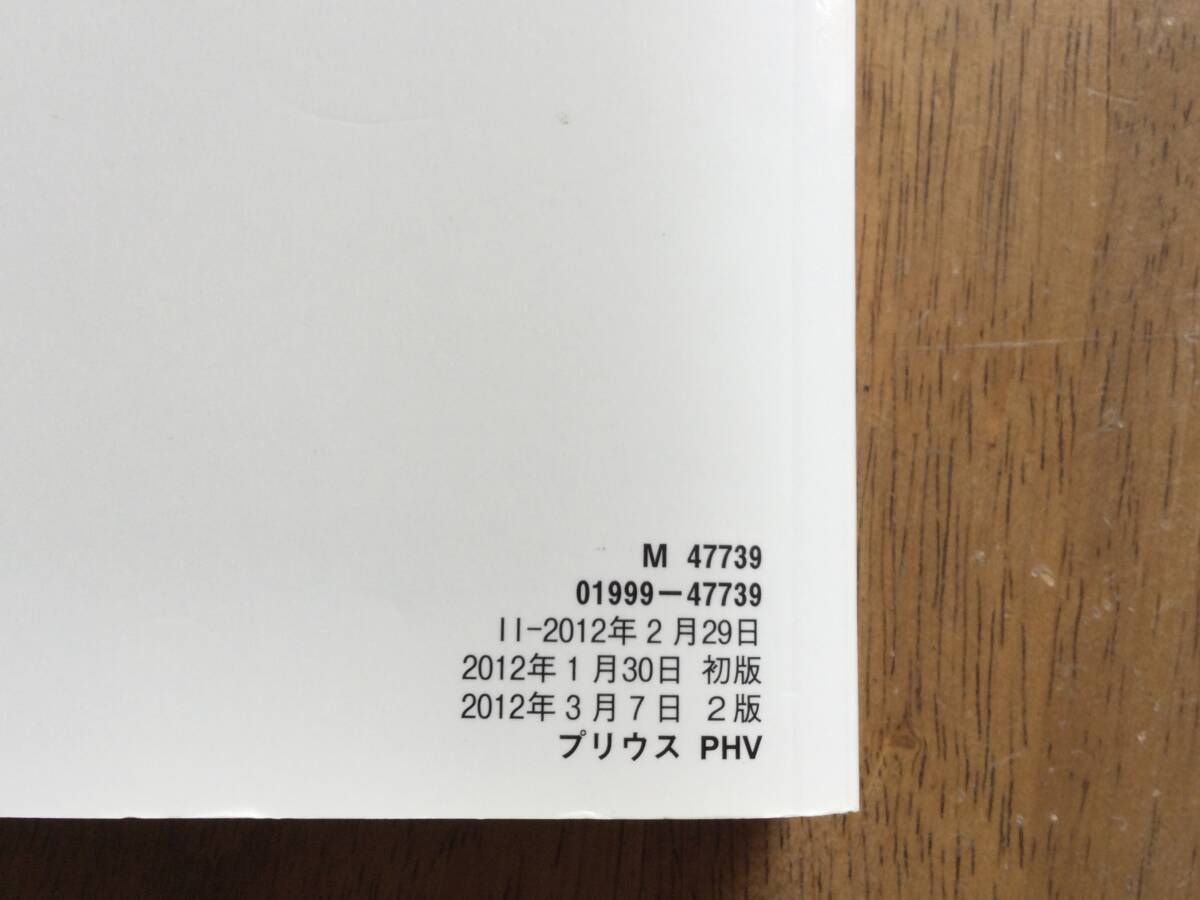 M 47739
01999-47739
II-2012年2月29日
2012年1月30日 初版
2012年3月7日 2版
プリウス PHV